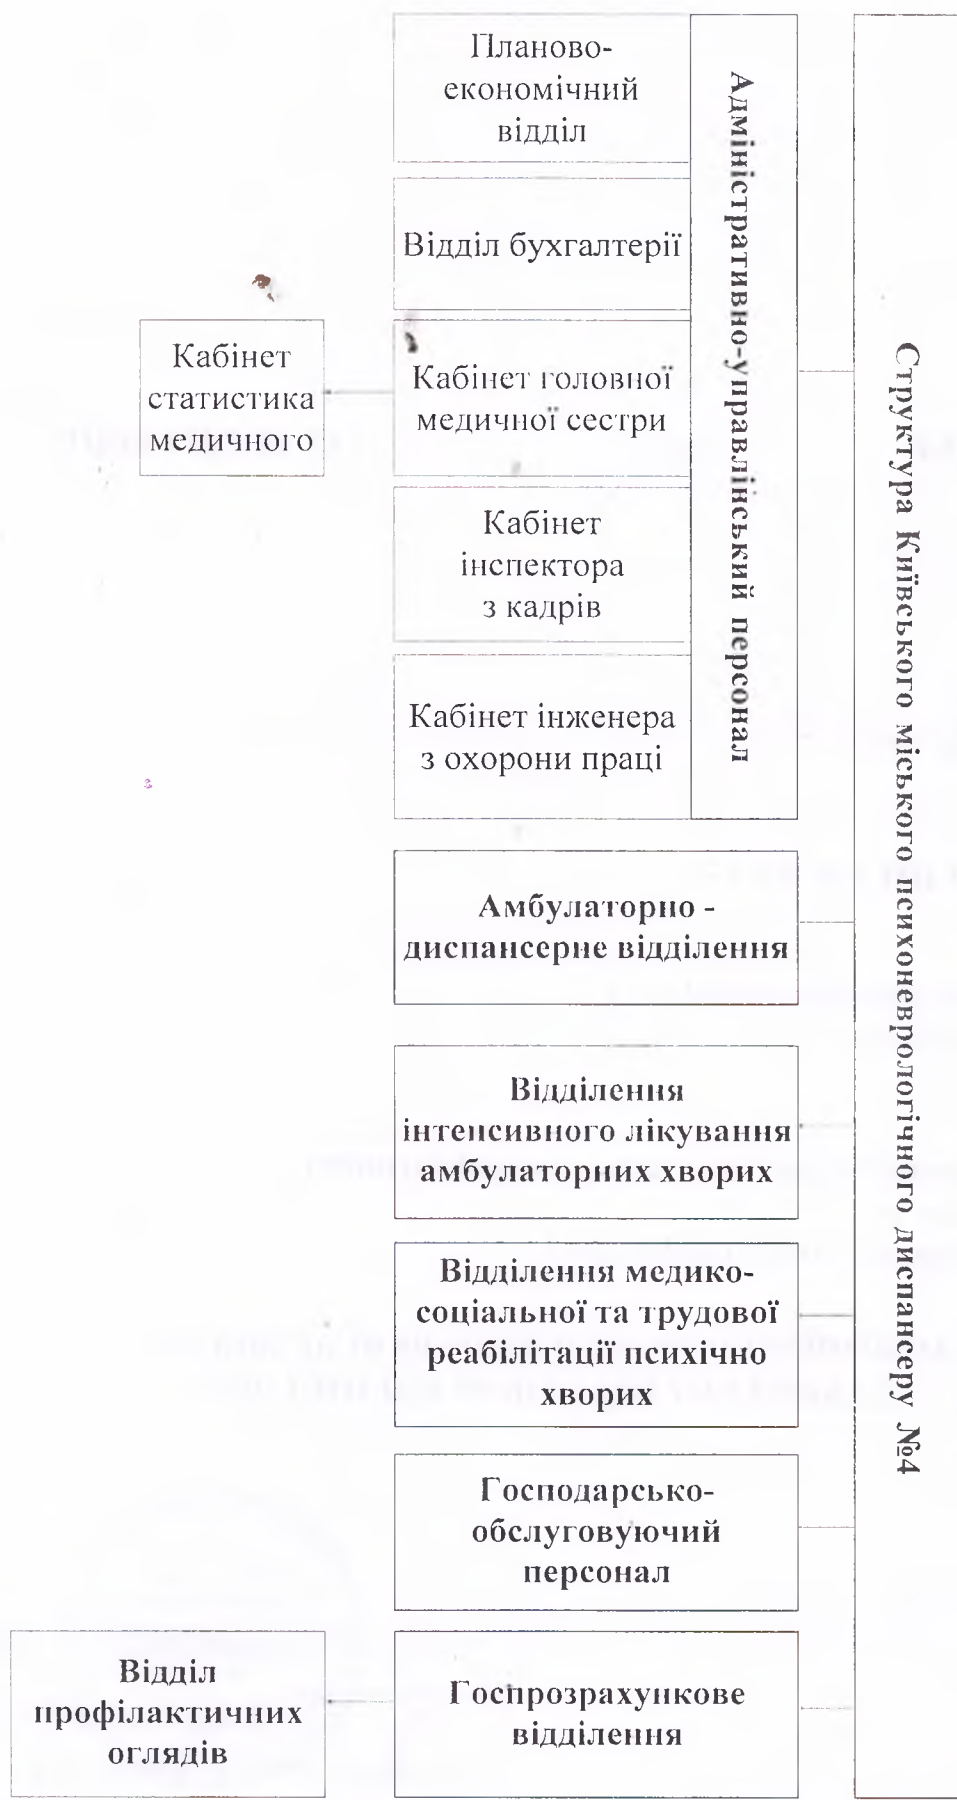 Структура Київського міського психоневрологічного диспансеру №4
Адміністративно-управлінський персонал
Планово-
економічний
відділ
Відділ бухгалтерії
Кабінет головної
медичної сестри
Кабінет
статистика
медичного
Кабінет
інспектора
з кадрів
Кабінет інженера
з охорони праці
Амбулаторно -
диспансерне відділення
Відділення
інтенсивного лікування
амбулаторних хворих
Відділення медико-
соціальної та трудової
реабілітації психічно
хворих
Господарсько-
обслуговуючий
персонал
Госпрозрахункове
відділення
Відділ
профілактичних
оглядів